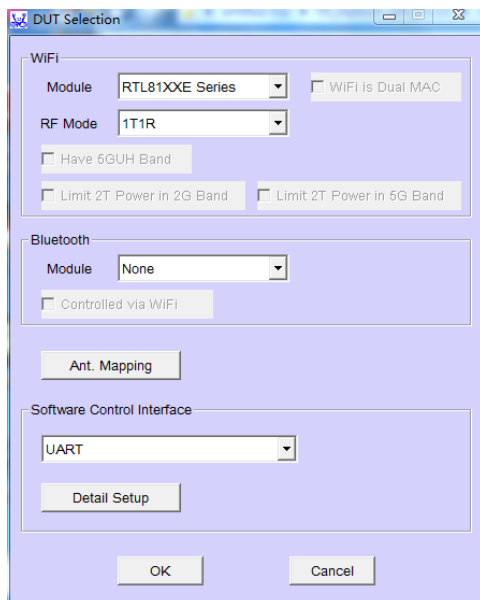 DUT Selection
WiFi
Module RTL81XXE Series WiFi is Dual MAC
RF Mode 1T1R
Have 5GUH Band
Limit 2T Power in 2G Band Limit 2T Power in 5G Band
Bluetooth
Module None
Controlled via WiFi
Ant. Mapping
Software Control Interface
UART
Detail Setup
OK Cancel